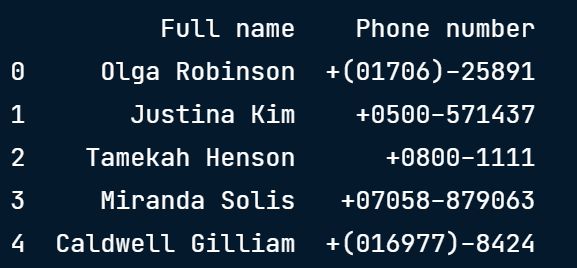 Full name Phone number
0 Olga Robinson +(01706)-25891
1 Justina Kim +0500-571437
2 Tamekah Henson +0800-1111
3 Miranda Solis +07058-879063
4 Caldwell Gilliam +(016977)-8424